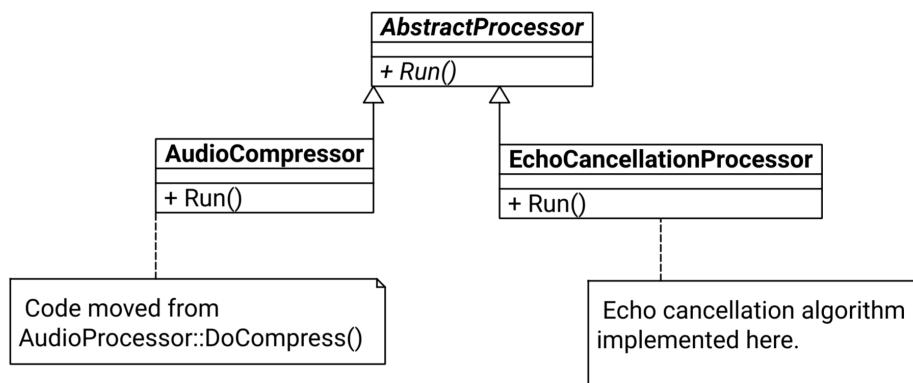 AbstractProcessor
+ Run()
AudioCompressor
+ Run()
EchoCancellationProcessor
+ Run()
Code moved from
AudioProcessor::DoCompress()
Echo cancellation algorithm
implemented here.